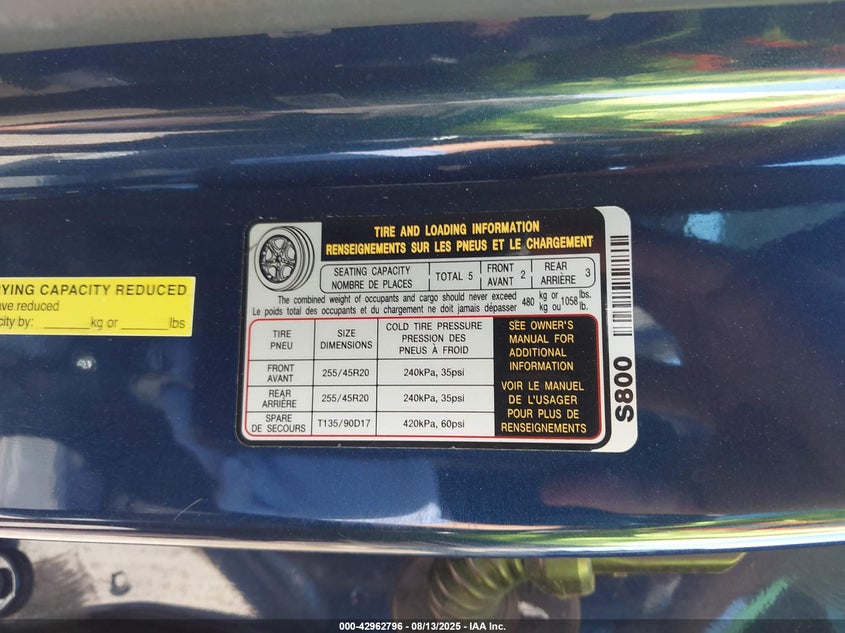 TIRE AND LOADING INFORMATION
RENSEIGNEMENTS SUR LES PNEUS ET LE CHARGEMENT
SEATING CAPACITY
NOMBRE DE PLACES
TOTAL 5
FRONT
AVANT 2
REAR
ARRIÈRE 3
The combined weight of occupants and cargo should never exceed
Le poids total des occupants et du chargement ne doit jamais dépasser
480 kg or
kg ou 1058 lbs.
lb.
TIRE
PNEU
SIZE
DIMENSIONS
COLD TIRE PRESSURE
PRESSION DES
PNEUS À FROID
FRONT
AVANT
255/45R20
240kPa, 35psi
REAR
ARRIÈRE
255/45R20
240kPa, 35psi
SPARE
DE SECOURS
T135/90D17
420kPa, 60psi
SEE OWNER'S
MANUAL FOR
ADDITIONAL
INFORMATION
VOIR LE MANUEL
DE L'USAGER
POUR PLUS DE
RENSEIGNEMENTS
S800
YING CAPACITY REDUCED
ve reduced
city by: ______kg or ______lbs
000-42962796 - 08/13/2025 - IAA Inc.